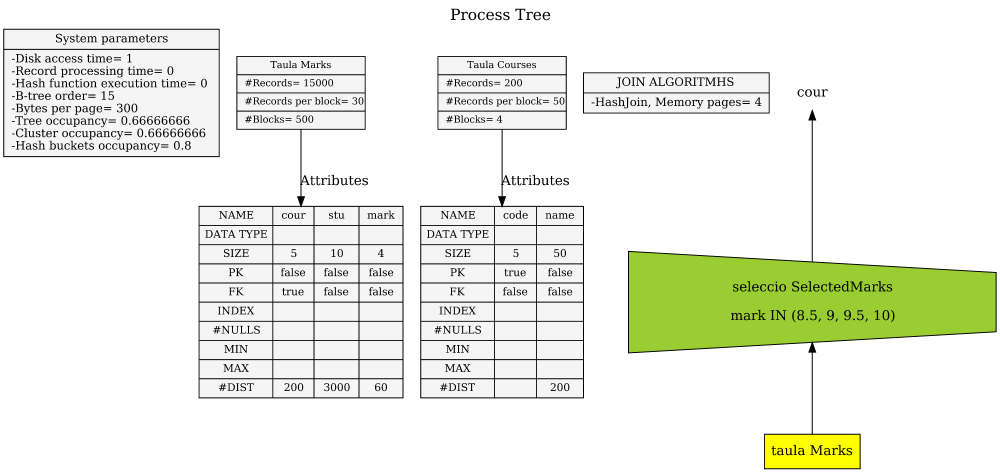 Process Tree
System parameters
-Disk access time= 1
-Record processing time= 0
-Hash function execution time= 0
-B-tree order= 15
-Bytes per page= 300
-Tree occupancy= 0.66666666
-Cluster occupancy= 0.66666666
-Hash buckets occupancy= 0.8
Taula Marks
#Records= 15000
#Records per block= 30
#Blocks= 500
Attributes
NAME cour stu mark
DATA TYPE
SIZE 5 10 4
PK false false false
FK true false false
INDEX
#NULLS
MIN
MAX
#DIST 200 3000 60
Taula Courses
#Records= 200
#Records per block= 50
#Blocks= 4
Attributes
NAME code name
DATA TYPE
SIZE 5 50
PK true false
FK false false
INDEX
#NULLS
MIN
MAX
#DIST 200
JOIN ALGORITMHS
-HashJoin, Memory pages= 4
cour
seleccio SelectedMarks
mark IN (8.5, 9, 9.5, 10)
taula Marks